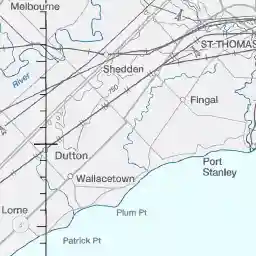 Melbourne
ST THOMAS
Shedden
River
750
Fingal
Dutton
Port
Stanley
Wallacetown
Lorne
Plum Pt
Patrick Pt